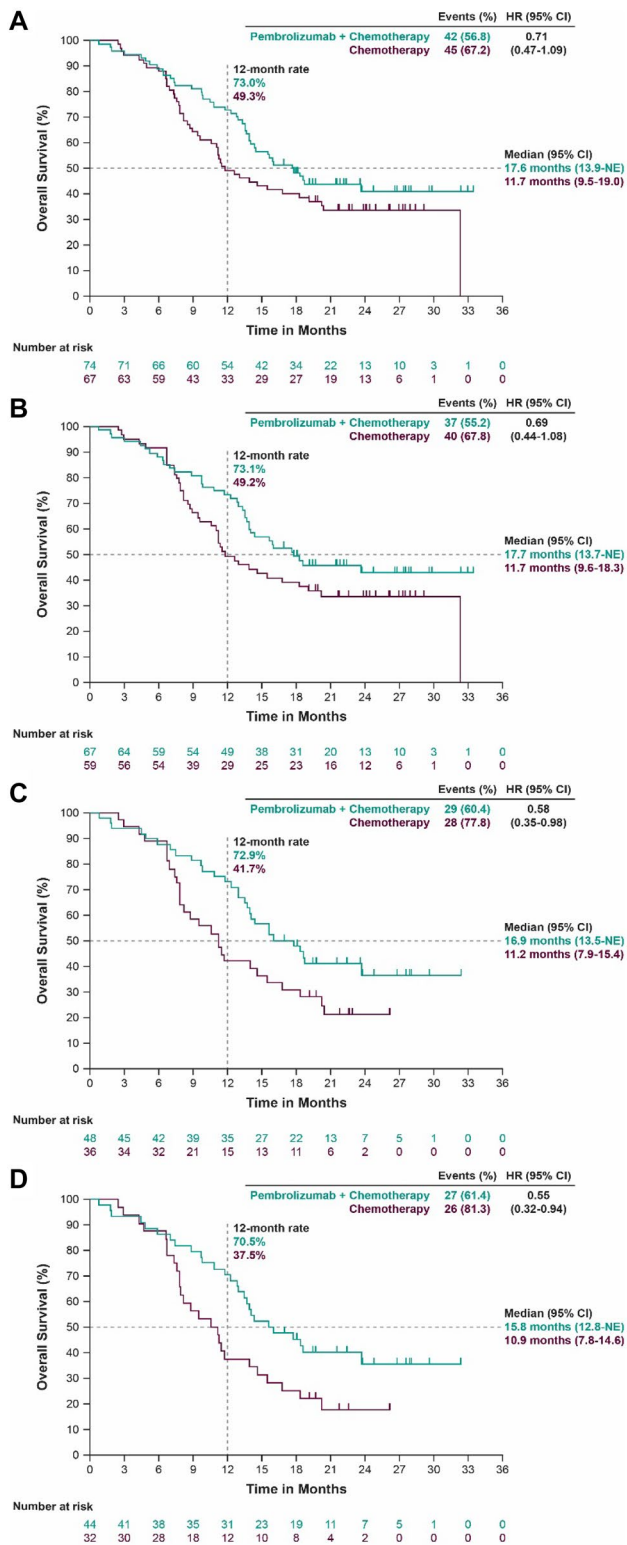 A
Events (%) HR (95% CI)
Pembrolizumab + Chemotherapy 42 (56.8) 0.71
Chemotherapy 45 (67.2) (0.47-1.09)
12-month rate
73.0%
49.3%
Median (95% CI)
17.6 months (13.9-NE)
11.7 months (9.5-19.0)
Overall Survival (%)
100
90
80
70
60
50
40
30
20
10
0
0 3 6 9 12 15 18 21 24 27 30 33 36
Time in Months
Number at risk
74 71 66 60 54 42 34 22 13 10 3 1 0
67 63 59 43 33 29 27 19 13 6 1 0 0
B
Events (%) HR (95% CI)
Pembrolizumab + Chemotherapy 37 (55.2) 0.69
Chemotherapy 40 (67.8) (0.44-1.08)
12-month rate
73.1%
49.2%
Median (95% CI)
17.7 months (13.7-NE)
11.7 months (9.6-18.3)
Overall Survival (%)
100
90
80
70
60
50
40
30
20
10
0
0 3 6 9 12 15 18 21 24 27 30 33 36
Time in Months
Number at risk
67 64 59 54 49 38 31 20 13 10 3 1 0
59 56 54 39 29 25 23 16 12 6 1 0 0
C
Events (%) HR (95% CI)
Pembrolizumab + Chemotherapy 29 (60.4) 0.58
Chemotherapy 28 (77.8) (0.35-0.98)
12-month rate
72.9%
41.7%
Median (95% CI)
16.9 months (13.5-NE)
11.2 months (7.9-15.4)
Overall Survival (%)
100
90
80
70
60
50
40
30
20
10
0
0 3 6 9 12 15 18 21 24 27 30 33 36
Time in Months
Number at risk
48 45 42 39 35 27 22 13 7 5 1 0 0
36 34 32 21 15 13 11 6 2 0 0 0 0
D
Events (%) HR (95% CI)
Pembrolizumab + Chemotherapy 27 (61.4) 0.55
Chemotherapy 26 (81.3) (0.32-0.94)
12-month rate
70.5%
37.5%
Median (95% CI)
15.8 months (12.8-NE)
10.9 months (7.8-14.6)
Overall Survival (%)
100
90
80
70
60
50
40
30
20
10
0
0 3 6 9 12 15 18 21 24 27 30 33 36
Time in Months
Number at risk
44 41 38 35 31 23 19 11 7 5 1 0 0
32 30 28 18 12 10 8 4 2 0 0 0 0